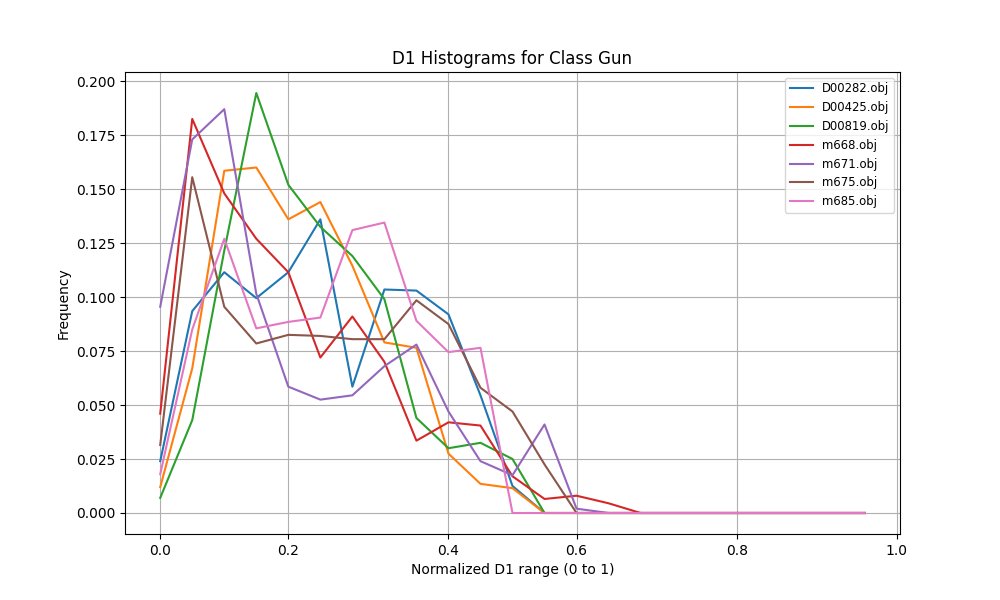 D1 Histograms for Class Gun
0.200
0.175
0.150
0.125
0.100
0.075
0.050
0.025
0.000
Frequency
D00282.obj
D00425.obj
D00819.obj
m668.obj
m671.obj
m675.obj
m685.obj
0.0 0.2 0.4 0.6 0.8 1.0
Normalized D1 range (0 to 1)